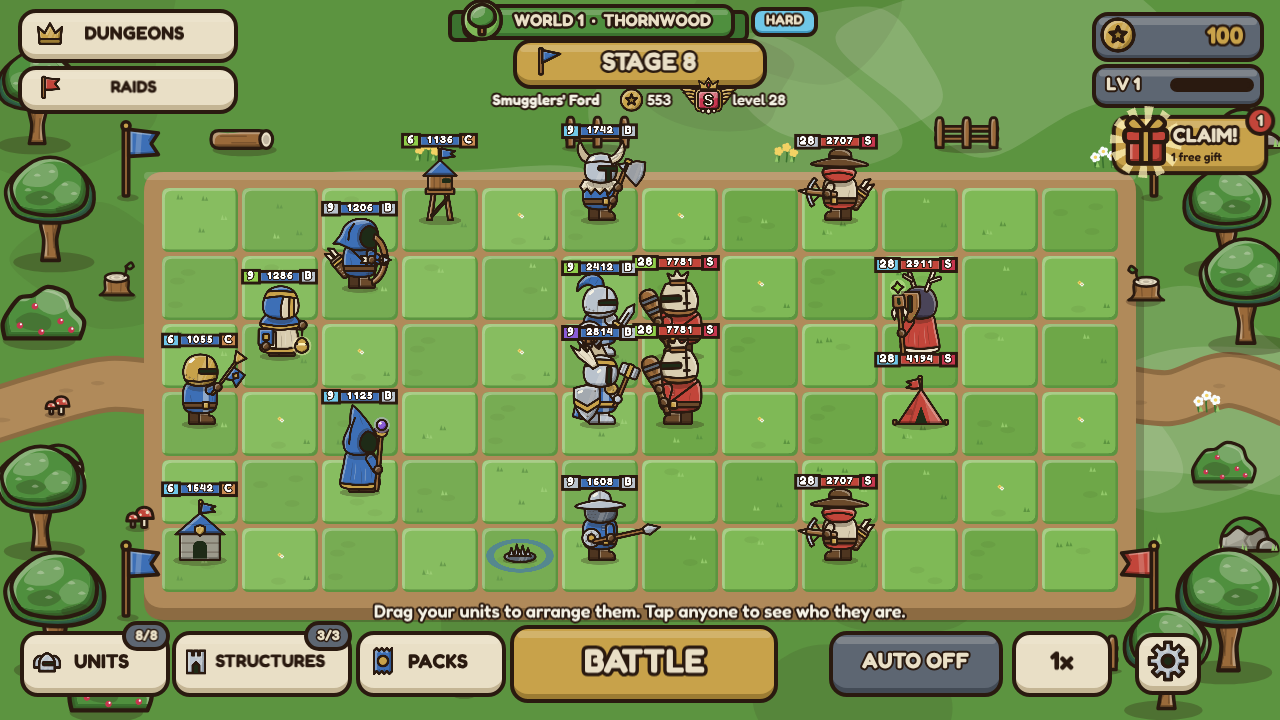 DUNGEONS
RAIDS
WORLD 1 • THORNWOOD
HARD
STAGE 8
Smugglers' Ford 553 S level 28
100
LV 1
CLAIM!
1 free gift
1
6 1136 C
9 1742 B
28 2707 S
9 1206 B
9 1286 B
9 2412 B
28 7781 S
28 2911 S
6 1055 C
9 2814 B
28 7781 S
28 4194 S
9 1125 B
6 1542 C
9 1608 B
28 2707 S
Drag your units to arrange them. Tap anyone to see who they are.
UNITS 8/8
STRUCTURES 3/3
PACKS
BATTLE
AUTO OFF
1x